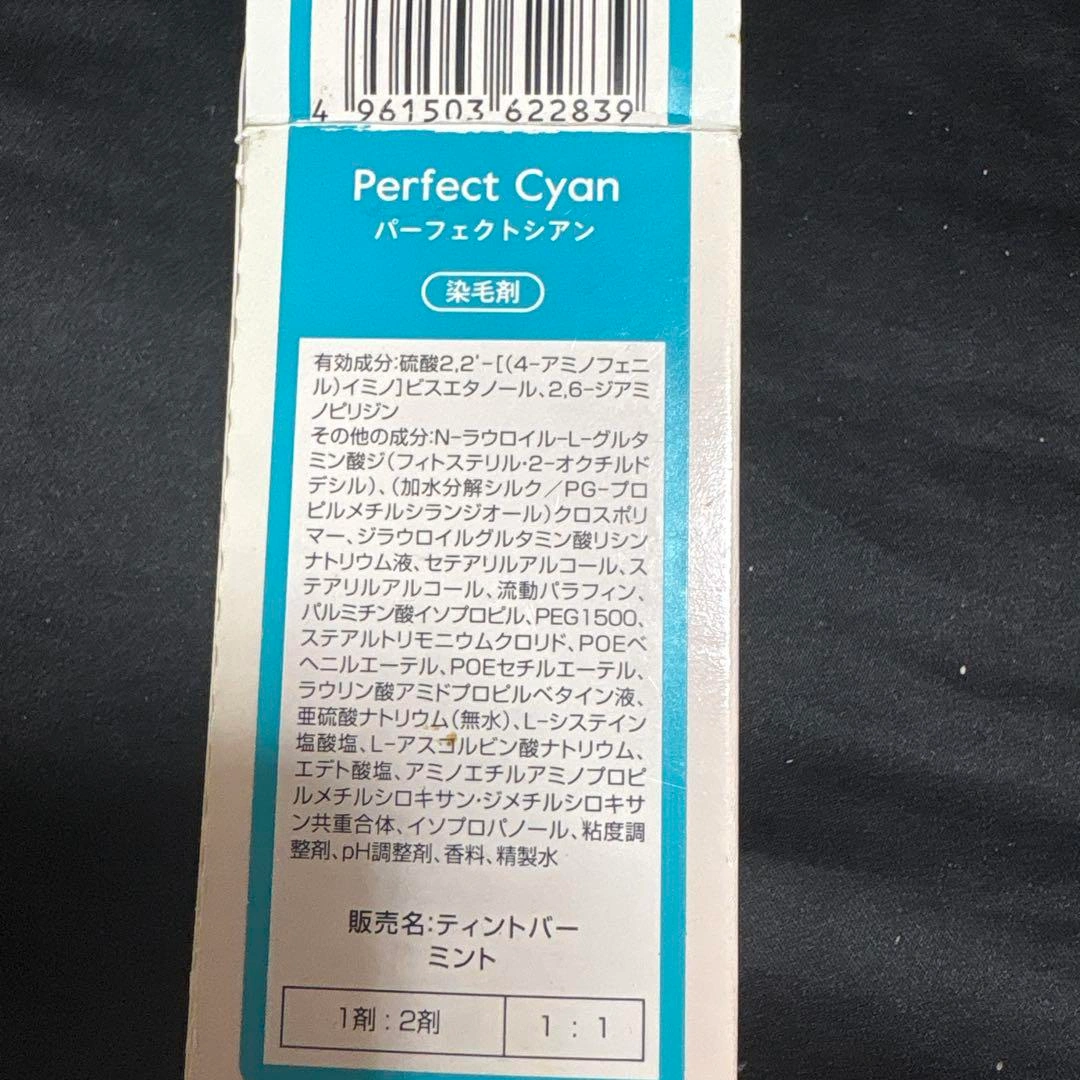 4 961503 622839
Perfect Cyan
パーフェクトシアン
染毛剤
有効成分:硫酸2,2'-[(4-アミノフェニ
ル)イミノ]ビスエタノール、2,6-ジアミ
ノピリジン
その他の成分:N-ラウロイル-L-グルタ
ミン酸ジ(フィトステリル・2-オクチルド
デシル)、(加水分解シルク/PG-プロ
ピルメチルシランジオール)クロスポリ
マー、ジラウロイルグルタミン酸リシン
ナトリウム液、セテアリルアルコール、ス
テアリルアルコール、流動パラフィン、
パルミチン酸イソプロピル、PEG1500、
ステアルトリモニウムクロリド、POEベ
ヘニルエーテル、POEセチルエーテル、
ラウリン酸アミドプロピルベタイン液、
亜硫酸ナトリウム(無水)、L-システイン
塩酸塩、L-アスコルビン酸ナトリウム、
エデト酸塩、アミノエチルアミノプロピ
ルメチルシロキサン・ジメチルシロキサ
ン共重合体、イソプロパノール、粘度調
整剤、pH調整剤、香料、精製水
販売名:ティントバー
ミント
1剤:2剤 1:1